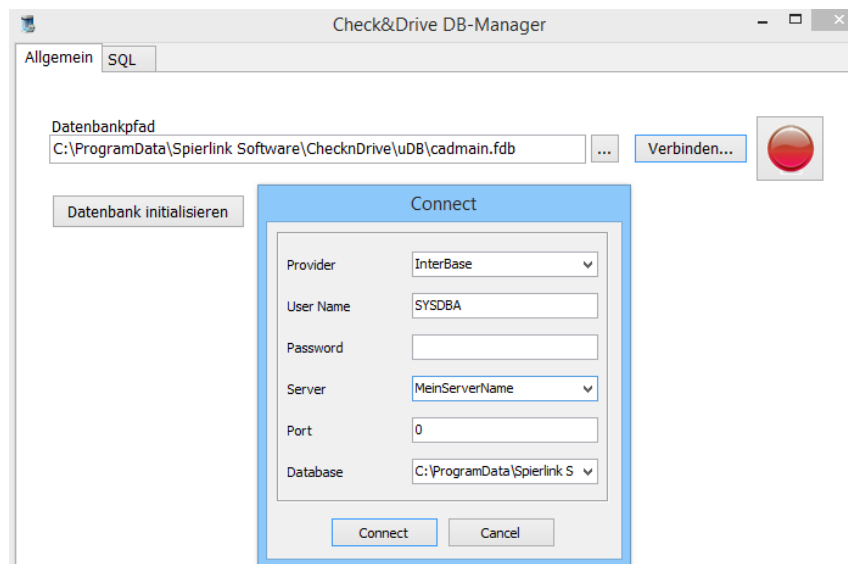 Check&Drive DB-Manager
Allgemein
SQL
Datenbankpfad
C:\ProgramData\Spierlink Software\ChecknDrive\uDB\cadmain.fdb
...
Verbinden...
Datenbank initialisieren
Connect
Provider
InterBase
User Name
SYSDBA
Password
Server
MeinServerName
Port
0
Database
C:\ProgramData\Spierlink S
Connect
Cancel